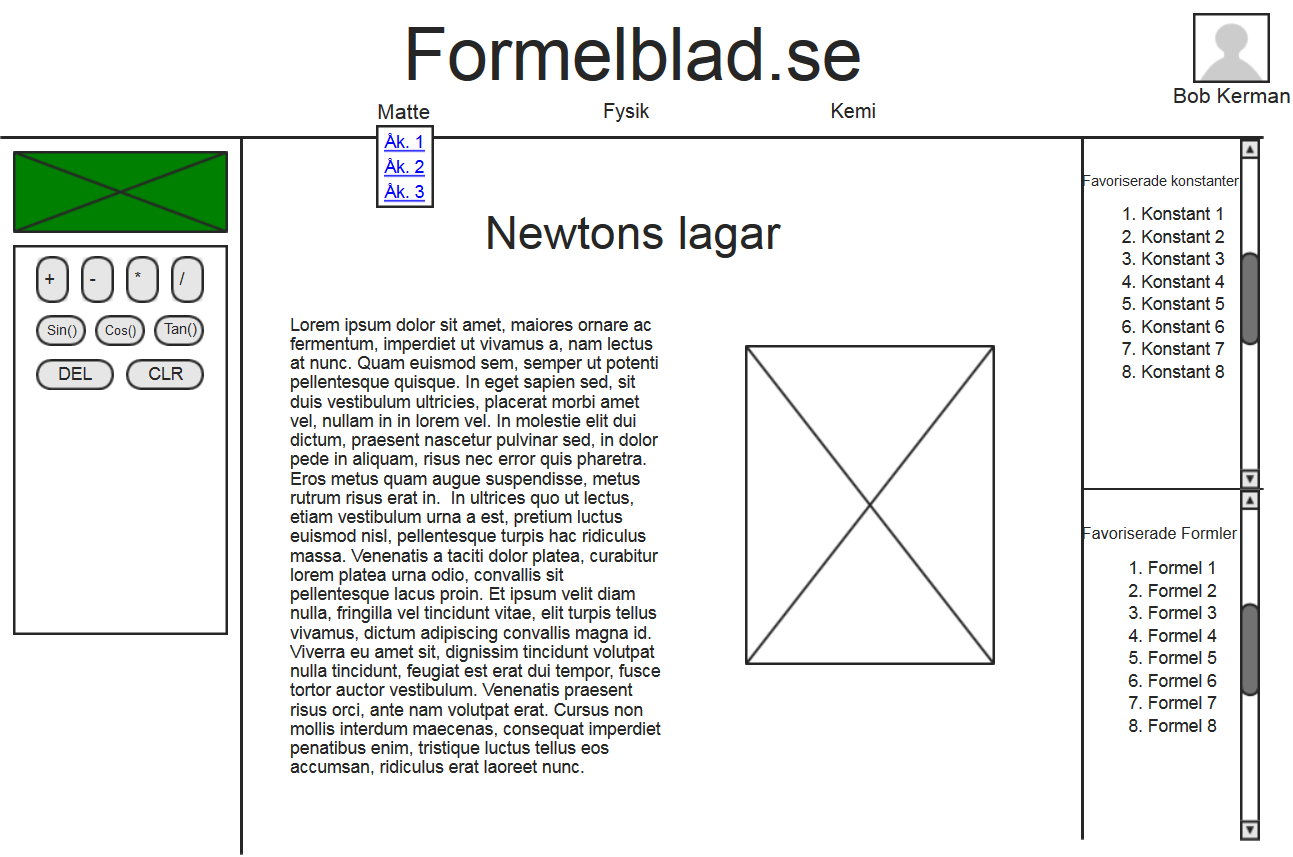 Formelblad.se
Bob Kerman
Matte
Fysik
Kemi
Åk. 1
Åk. 2
Åk. 3
+
-
*
/
Sin()
Cos()
Tan()
DEL
CLR
Newtons lagar
Lorem ipsum dolor sit amet, maiores ornare ac
fermentum, imperdiet ut vivamus a, nam lectus
at nunc. Quam euismod sem, semper ut potenti
pellentesque quisque. In eget sapien sed, sit
duis vestibulum ultricies, placerat morbi amet
vel, nullam in in lorem vel. In molestie elit dui
dictum, praesent nascetur pulvinar sed, in dolor
pede in aliquam, risus nec error quis pharetra.
Eros metus quam augue suspendisse, metus
rutrum risus erat in.  In ultrices quo ut lectus,
etiam vestibulum urna a est, pretium luctus
euismod nisl, pellentesque turpis hac ridiculus
massa. Venenatis a taciti dolor platea, curabitur
lorem platea urna odio, convallis sit
pellentesque lacus proin. Et ipsum velit diam
nulla, fringilla vel tincidunt vitae, elit turpis tellus
vivamus, dictum adipiscing convallis magna id.
Viverra eu amet sit, dignissim tincidunt volutpat
nulla tincidunt, feugiat est erat dui tempor, fusce
tortor auctor vestibulum. Venenatis praesent
risus orci, ante nam volutpat erat. Cursus non
mollis interdum maecenas, consequat imperdiet
penatibus enim, tristique luctus tellus eos
accumsan, ridiculus erat laoreet nunc.
Favoriserade konstanter
1. Konstant 1
2. Konstant 2
3. Konstant 3
4. Konstant 4
5. Konstant 5
6. Konstant 6
7. Konstant 7
8. Konstant 8
Favoriserade Formler
1. Formel 1
2. Formel 2
3. Formel 3
4. Formel 4
5. Formel 5
6. Formel 6
7. Formel 7
8. Formel 8